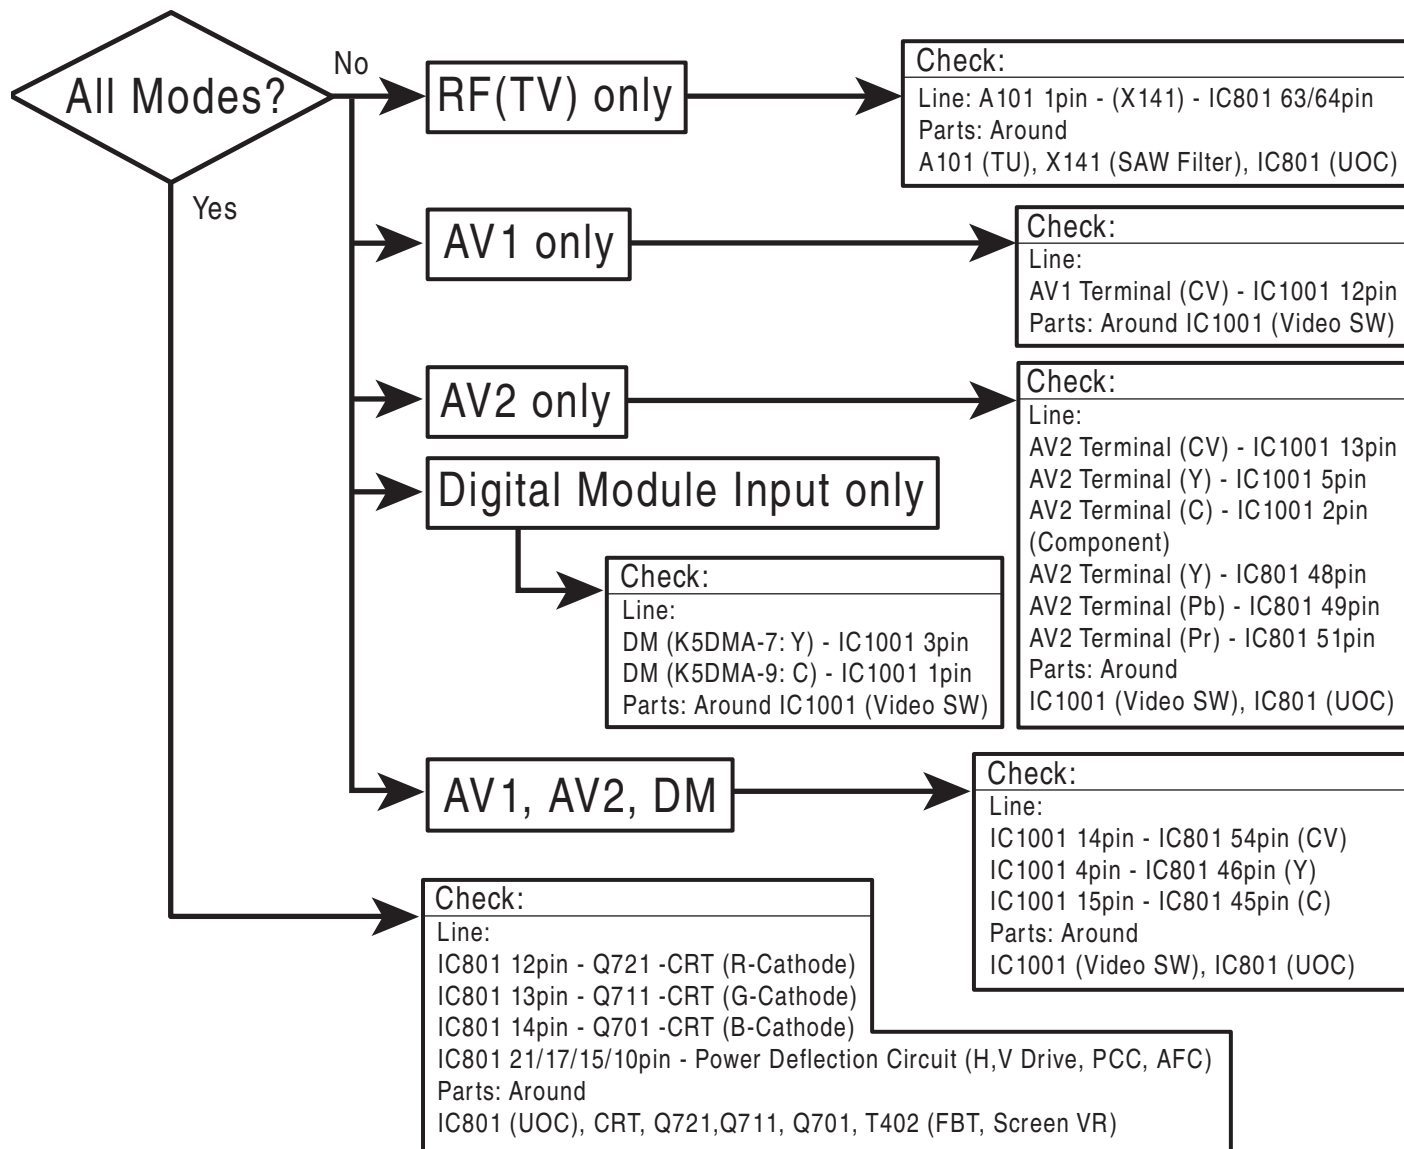 All Modes?
No
Yes
RF(TV) only
Check:
Line: A101 1pin - (X141) - IC801 63/64pin
Parts: Around
A101 (TU), X141 (SAW Filter), IC801 (UOC)
AV1 only
Check:
Line:
AV1 Terminal (CV) - IC1001 12pin
Parts: Around IC1001 (Video SW)
AV2 only
Check:
Line:
AV2 Terminal (CV) - IC1001 13pin
AV2 Terminal (Y) - IC1001 5pin
AV2 Terminal (C) - IC1001 2pin
(Component)
AV2 Terminal (Y) - IC801 48pin
AV2 Terminal (Pb) - IC801 49pin
AV2 Terminal (Pr) - IC801 51pin
Parts: Around
IC1001 (Video SW), IC801 (UOC)
Digital Module Input only
Check:
Line:
DM (K5DMA-7: Y) - IC1001 3pin
DM (K5DMA-9: C) - IC1001 1pin
Parts: Around IC1001 (Video SW)
AV1, AV2, DM
Check:
Line:
IC1001 14pin - IC801 54pin (CV)
IC1001 4pin - IC801 46pin (Y)
IC1001 15pin - IC801 45pin (C)
Parts: Around
IC1001 (Video SW), IC801 (UOC)
Check:
Line:
IC801 12pin - Q721 -CRT (R-Cathode)
IC801 13pin - Q711 -CRT (G-Cathode)
IC801 14pin - Q701 -CRT (B-Cathode)
IC801 21/17/15/10pin - Power Deflection Circuit (H,V Drive, PCC, AFC)
Parts: Around
IC801 (UOC), CRT, Q721,Q711, Q701, T402 (FBT, Screen VR)